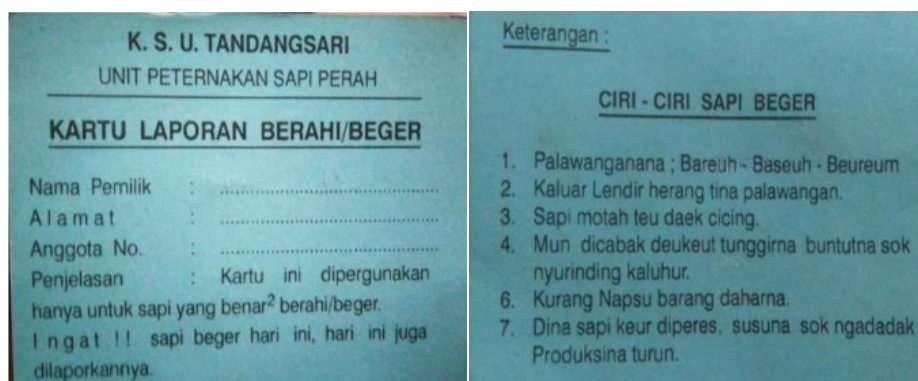 K. S. U. TANDANGSARI
UNIT PETERNAKAN SAPI PERAH
KARTU LAPORAN BERAHI/BEGER
Nama Pemilik : ........................................
Alamat : ........................................
Anggota No. : ........................................
Penjelasan : Kartu ini dipergunakan
hanya untuk sapi yang benar² berahi/beger.
Ingat !! sapi beger hari ini, hari ini juga
dilaporkannya.
Keterangan :
CIRI - CIRI SAPI BEGER
1. Palawanganana ; Bareuh - Baseuh - Beureum
2. Kaluar Lendir herang tina palawangan.
3. Sapi motah teu daek cicing.
4. Mun dicabak deukeut tunggirna buntutna sok
nyurinding kaluhur.
6. Kurang Napsu barang daharna.
7. Dina sapi keur diperes, susuna sok ngadadak
Produksina turun.